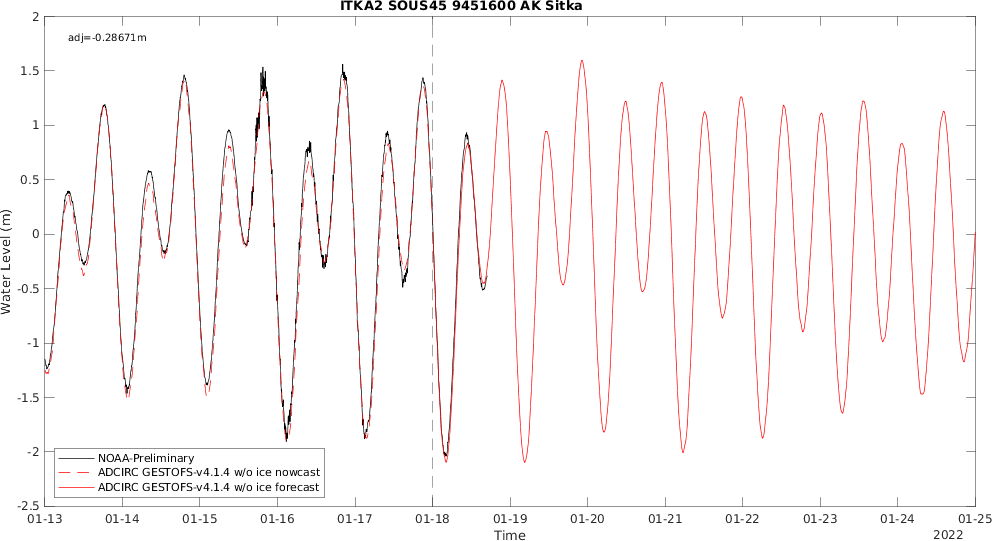 ITKA2 SOUS45 9451600 AK Sitka
adj=-0.28671m
2
1.5
1
0.5
0
-0.5
-1
-1.5
-2
-2.5
Water Level (m)
NOAA-Preliminary
ADCIRC GESTOFS-v4.1.4 w/o ice nowcast
ADCIRC GESTOFS-v4.1.4 w/o ice forecast
01-13 01-14 01-15 01-16 01-17 01-18 01-19 01-20 01-21 01-22 01-23 01-24 01-25
Time
2022